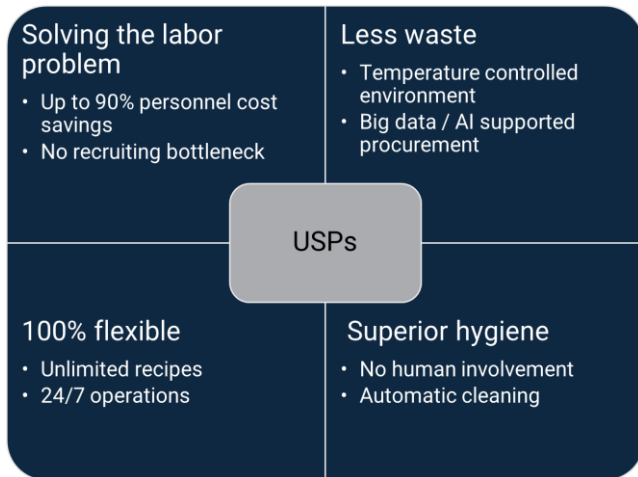 Solving the labor
problem
• Up to 90% personnel cost
savings
• No recruiting bottleneck
Less waste
• Temperature controlled
environment
• Big data / AI supported
procurement
USPs
100% flexible
• Unlimited recipes
• 24/7 operations
Superior hygiene
• No human involvement
• Automatic cleaning